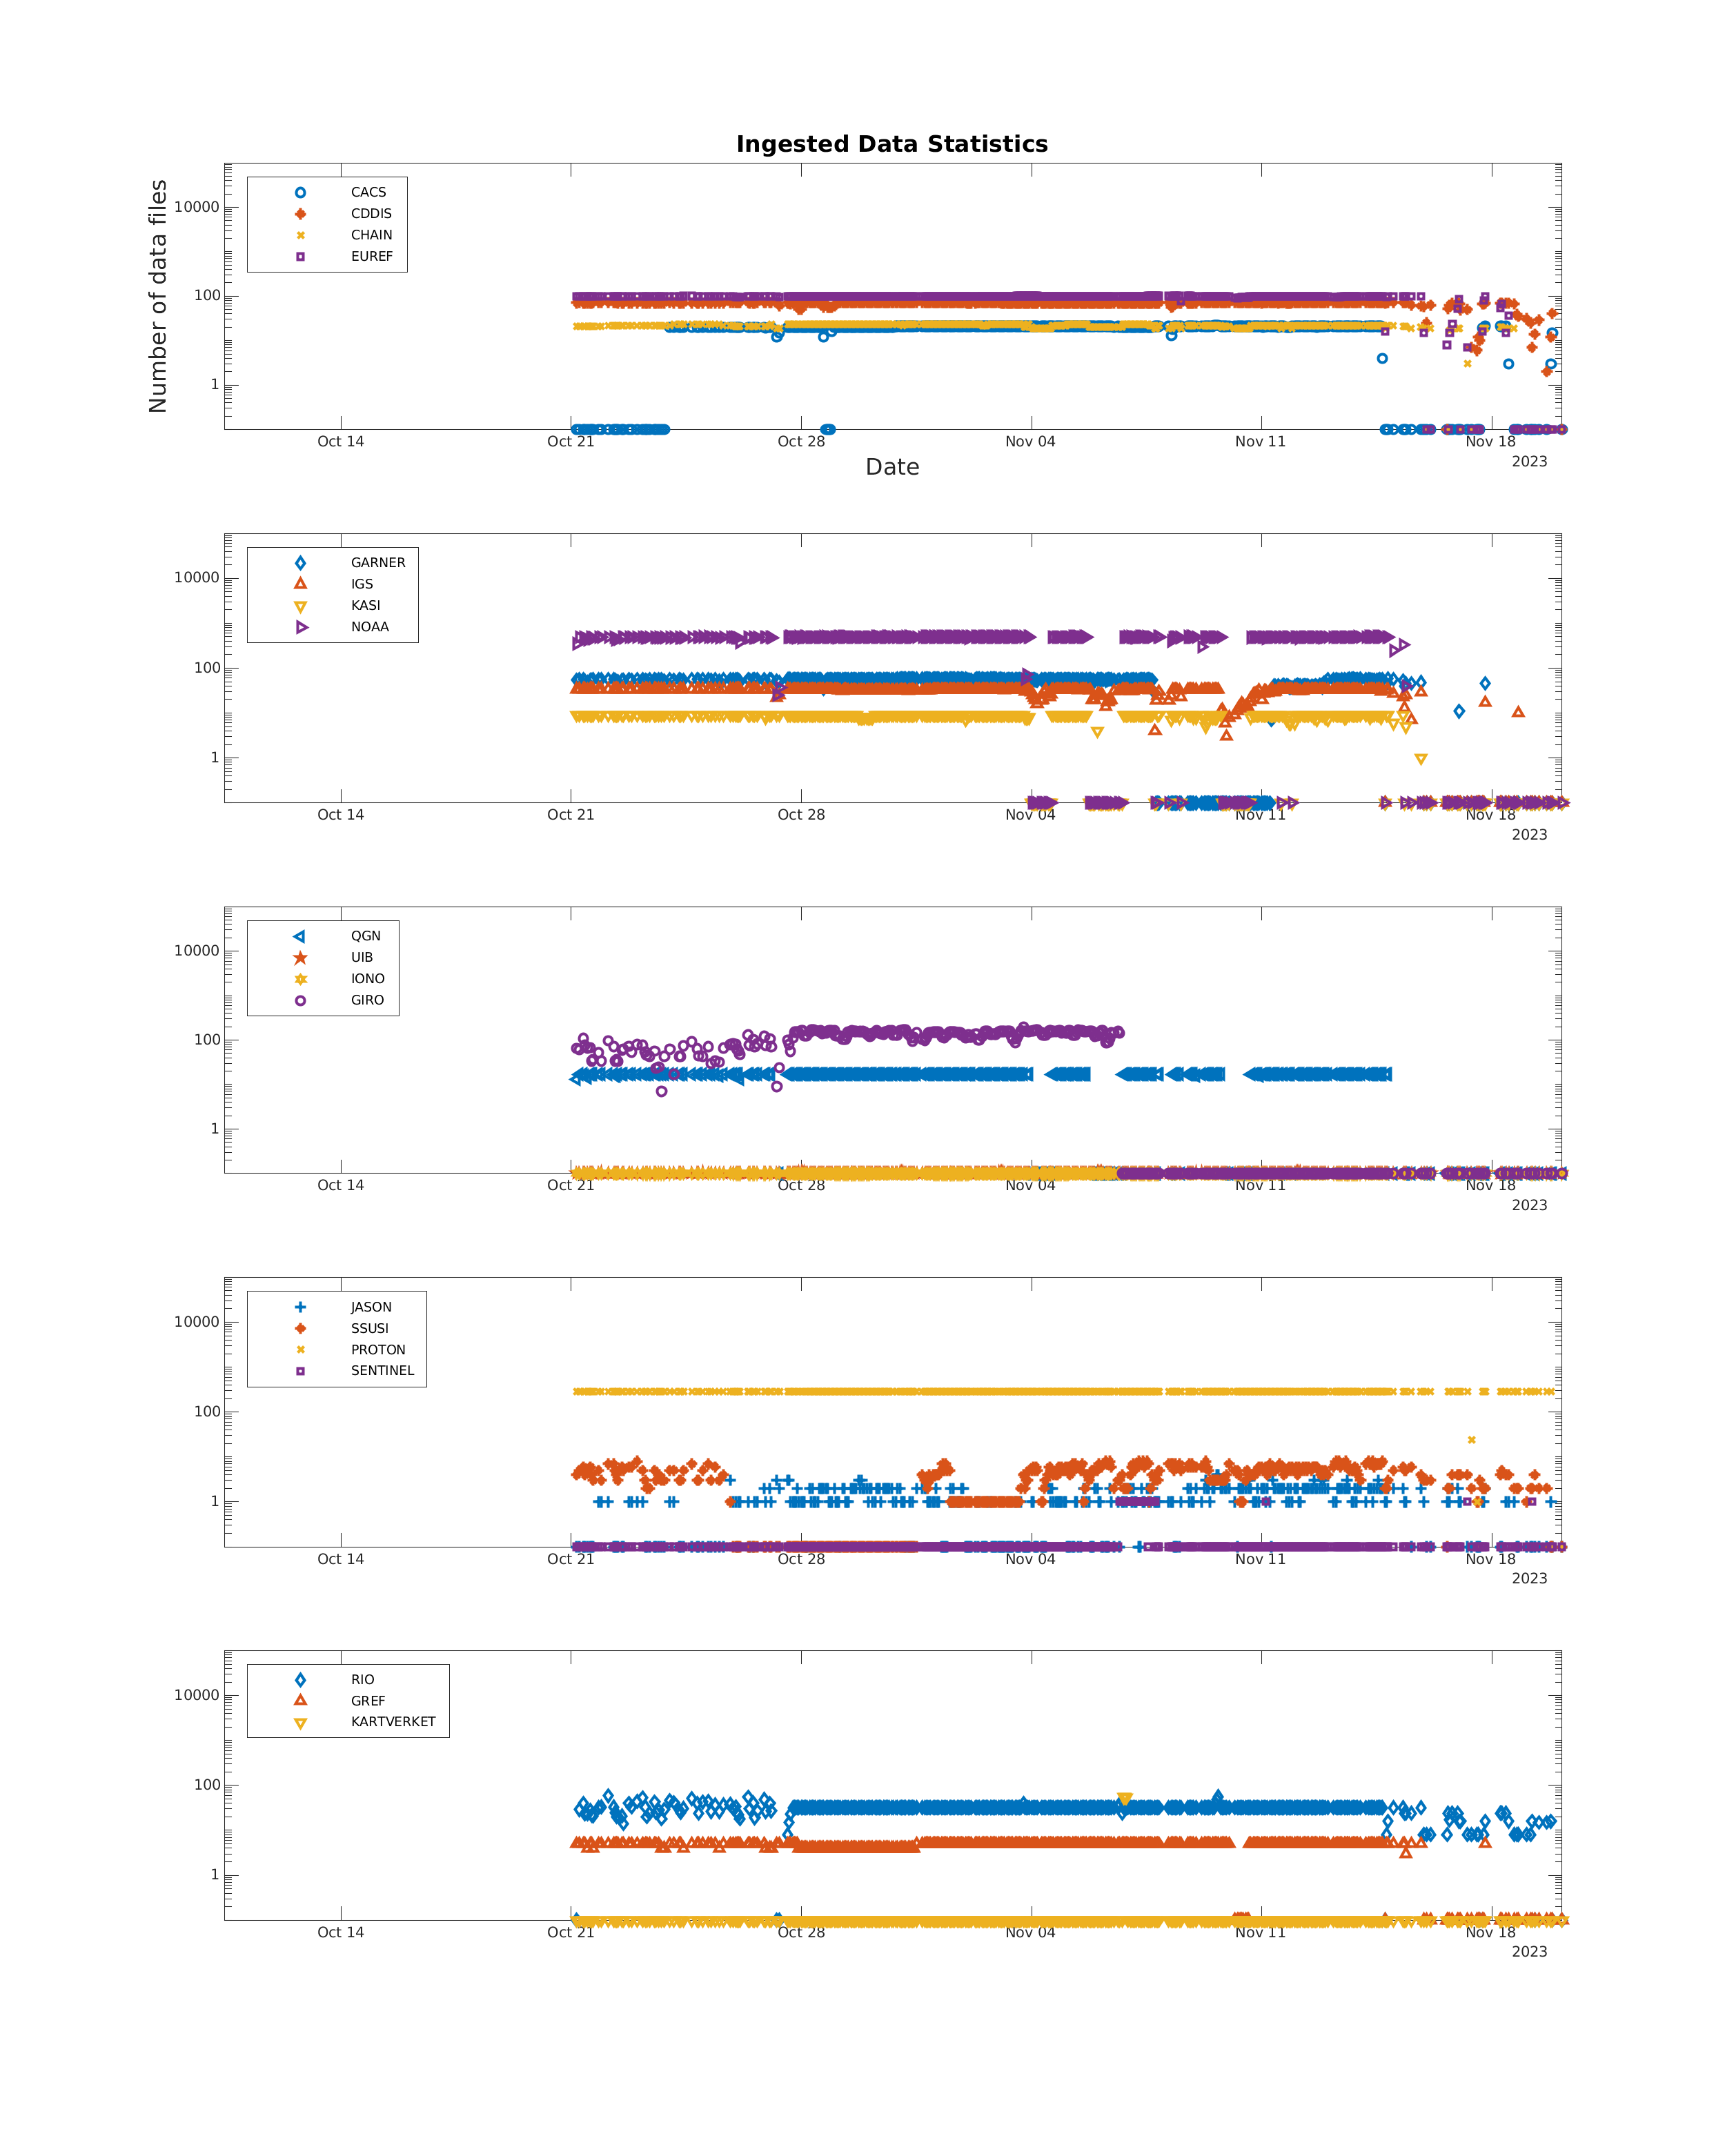 Ingested Data Statistics
Number of data files
10000
100
1
CACS
CDDIS
CHAIN
EUREF
Oct 14 Oct 21 Oct 28 Nov 04 Nov 11 Nov 18
2023
Date
10000
100
1
GARNER
IGS
KASI
NOAA
Oct 14 Oct 21 Oct 28 Nov 04 Nov 11 Nov 18
2023
10000
100
1
QGN
UIB
IONO
GIRO
Oct 14 Oct 21 Oct 28 Nov 04 Nov 11 Nov 18
2023
10000
100
1
JASON
SSUSI
PROTON
SENTINEL
Oct 14 Oct 21 Oct 28 Nov 04 Nov 11 Nov 18
2023
10000
100
1
RIO
GREF
KARTVERKET
Oct 14 Oct 21 Oct 28 Nov 04 Nov 11 Nov 18
2023